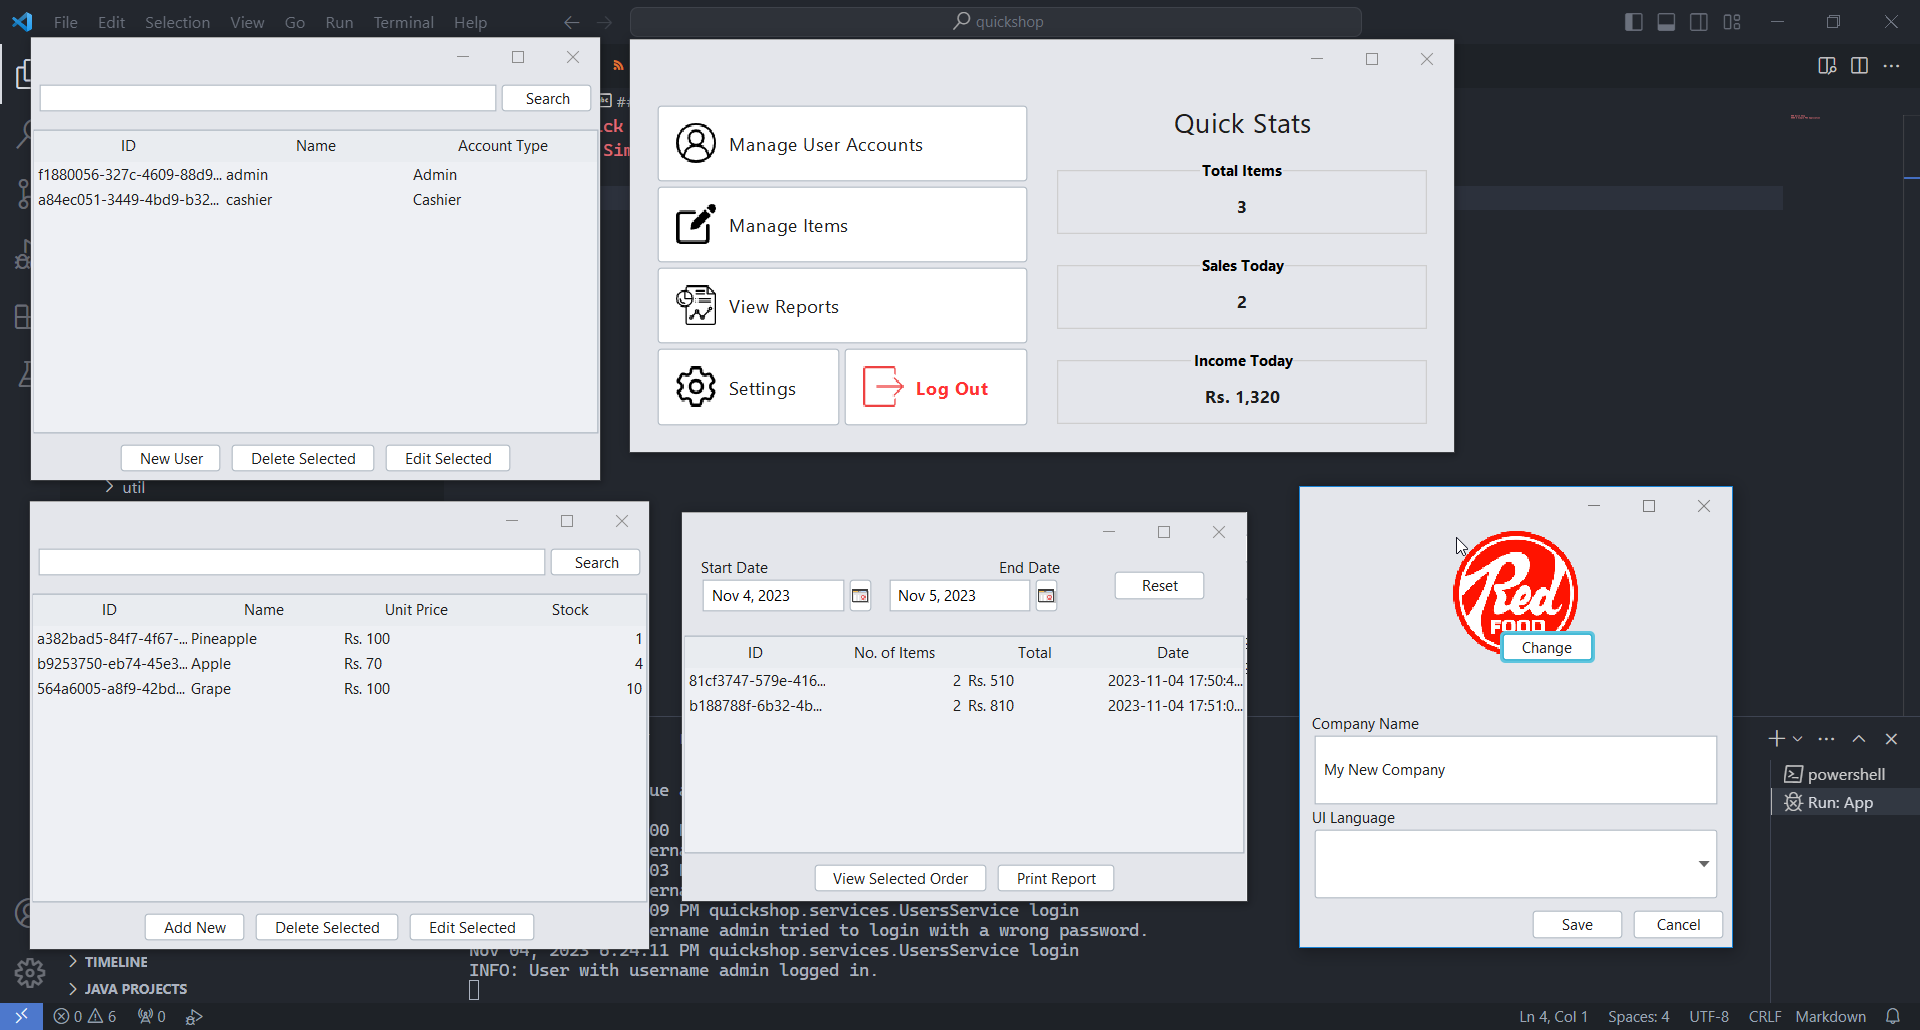 File Edit Selection View Go Run Terminal Help
quickshop
Search
ID Name Account Type
f1880056-327c-4609-88d9... admin Admin
a84ec051-3449-4bd9-b32... cashier Cashier
New User Delete Selected Edit Selected
Manage User Accounts
Manage Items
View Reports
Settings
Log Out
Quick Stats
Total Items
3
Sales Today
2
Income Today
Rs. 1,320
util
Search
ID Name Unit Price Stock
a382bad5-84f7-4f67-... Pineapple Rs. 100 1
b9253750-eb74-45e3... Apple Rs. 70 4
564a6005-a8f9-42bd... Grape Rs. 100 10
Add New Delete Selected Edit Selected
Start Date End Date
Nov 4, 2023 Nov 5, 2023 Reset
ID No. of Items Total Date
81cf3747-579e-416... 2 Rs. 510 2023-11-04 17:50:4...
b188788f-6b32-4b... 2 Rs. 810 2023-11-04 17:51:0...
View Selected Order Print Report
Red
FOOD
Change
Company Name
My New Company
UI Language
Save Cancel
powershell
Run: App
09 PM quickshop.services.UsersService login
ername admin tried to login with a wrong password.
Nov 04, 2023 6:24:11 PM quickshop.services.UsersService login
INFO: User with username admin logged in.
TIMELINE
JAVA PROJECTS
0 6 0 Ln 4, Col 1 Spaces: 4 UTF-8 CRLF Markdown